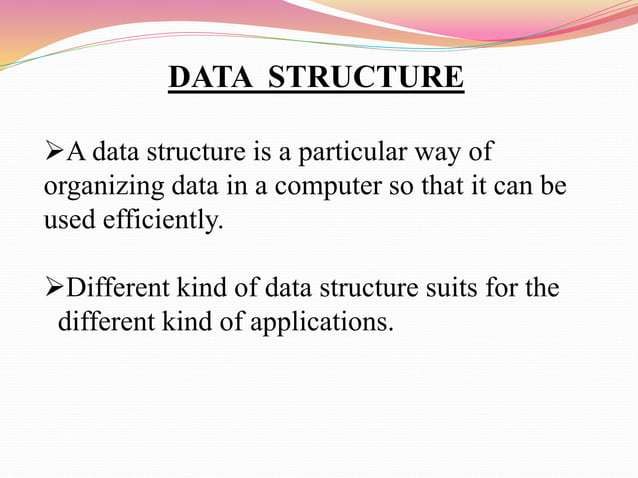 DATA STRUCTURE
➢A data structure is a particular way of
organizing data in a computer so that it can be
used efficiently.
➢Different kind of data structure suits for the
different kind of applications.